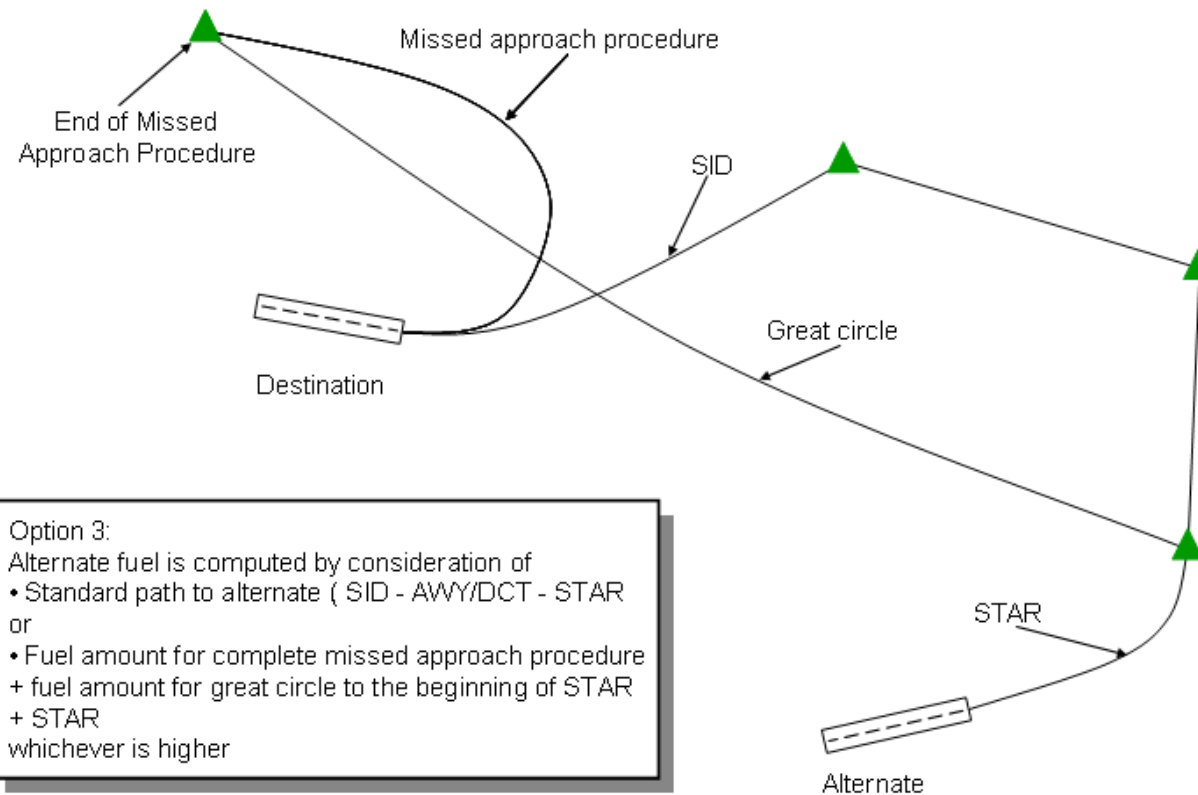 Missed approach procedure
End of Missed
Approach Procedure
SID
Great circle
Destination
Option 3:
Alternate fuel is computed by consideration of
• Standard path to alternate ( SID - AWY/DCT - STAR
or
• Fuel amount for complete missed approach procedure
+ fuel amount for great circle to the beginning of STAR
+ STAR
whichever is higher
STAR
Alternate